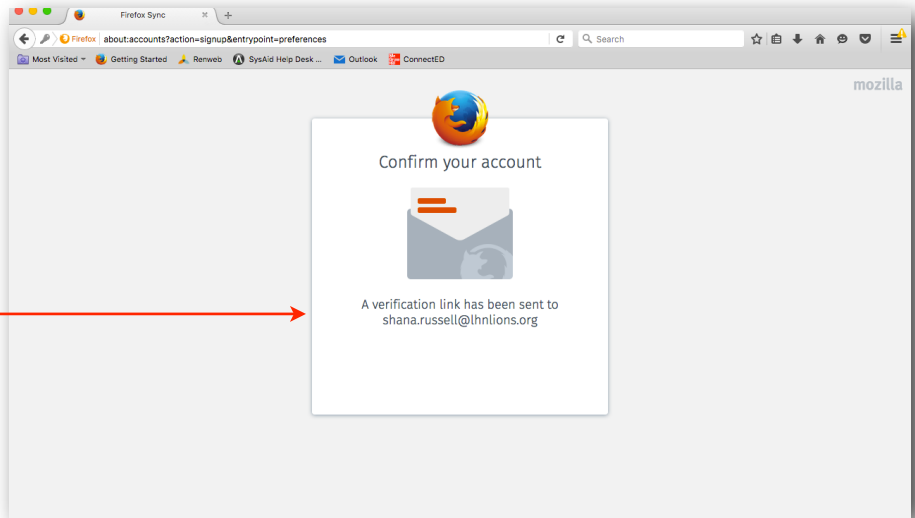 Firefox Sync
Firefox about:accounts?action=signup&entrypoint=preferences
Search
Most Visited Getting Started Renweb SysAid Help Desk ... Outlook ConnectED
mozilla
Confirm your account
A verification link has been sent to
shana.russell@lhnlions.org